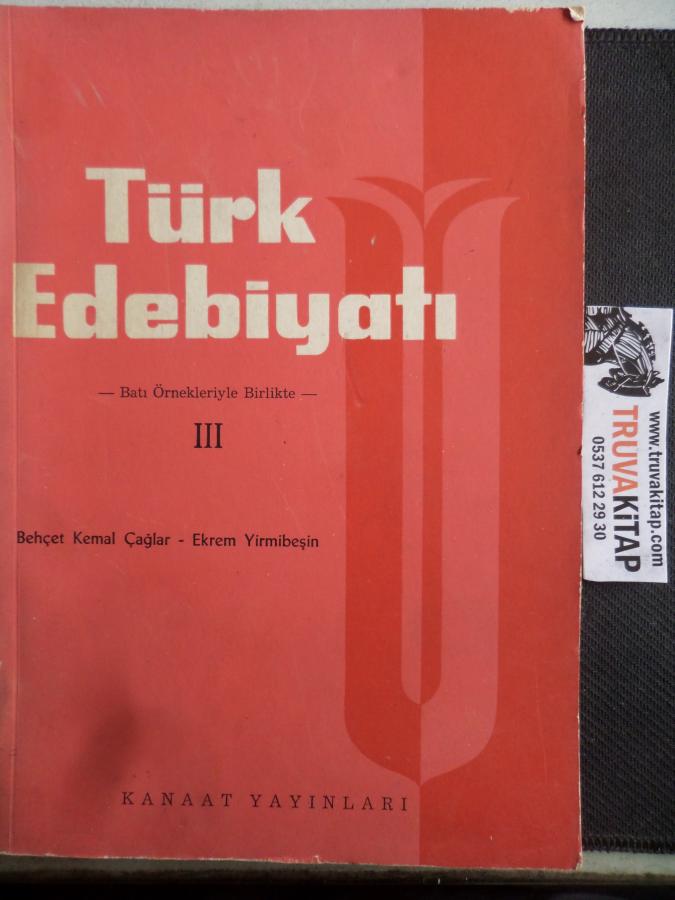 Türk
Edebiyatı
— Batı Örnekleriyle Birlikte —
III
Behçet Kemal Çağlar - Ekrem Yirmibeşin
KANAAT YAYINLARI
www.truvakitap.com
TRUVAKiTAP
0537 612 29 30